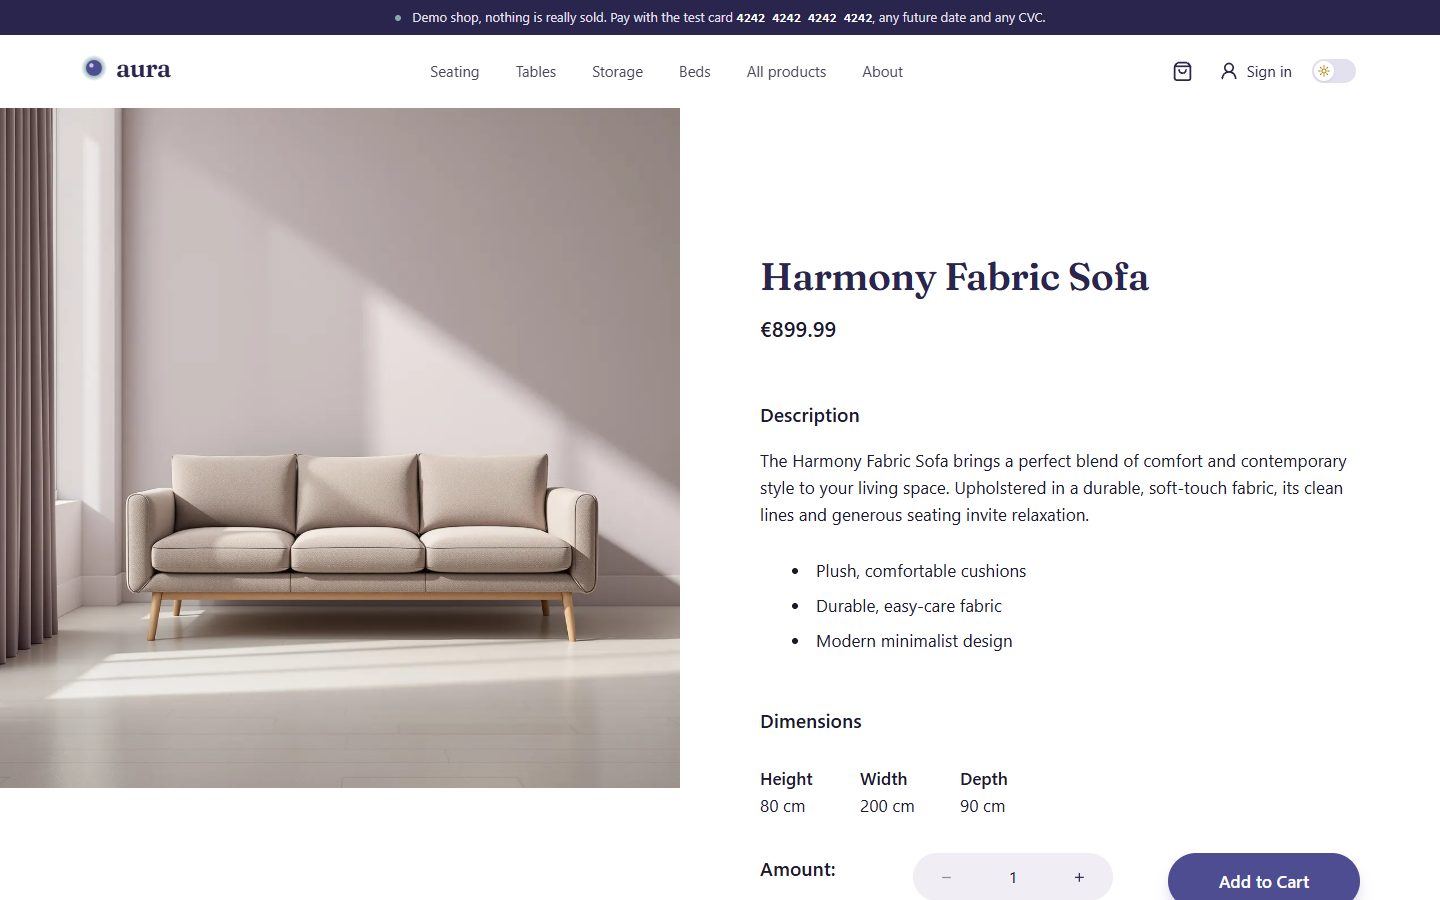 Demo shop, nothing is really sold. Pay with the test card 4242 4242 4242 4242, any future date and any CVC.
aura
Seating Tables Storage Beds All products About
Sign in
Harmony Fabric Sofa
€899.99
Description
The Harmony Fabric Sofa brings a perfect blend of comfort and contemporary
style to your living space. Upholstered in a durable, soft-touch fabric, its clean
lines and generous seating invite relaxation.
• Plush, comfortable cushions
• Durable, easy-care fabric
• Modern minimalist design
Dimensions
Height Width Depth
80 cm 200 cm 90 cm
Amount: − 1 + Add to Cart